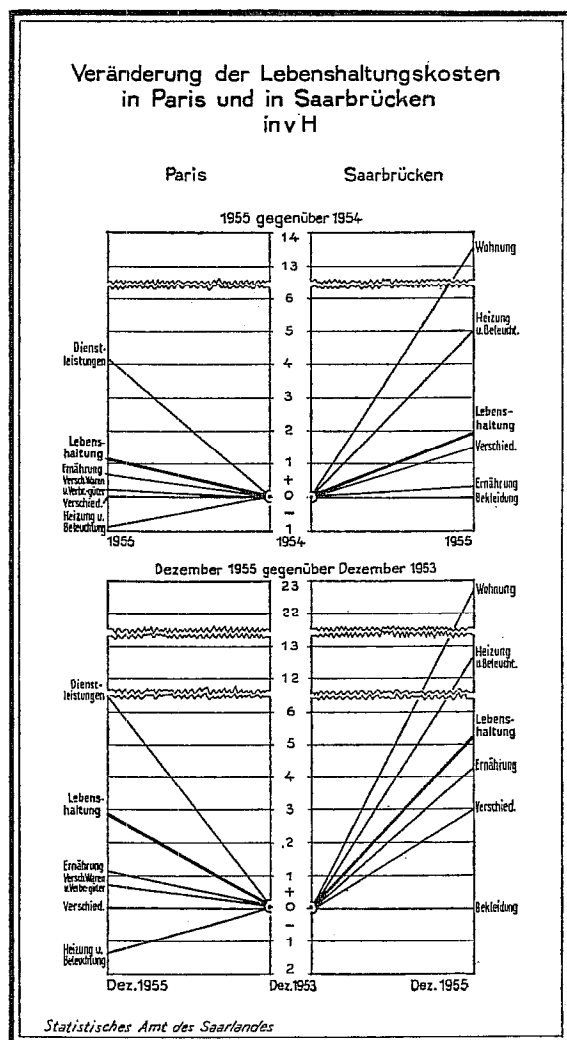 Veränderung der Lebenshaltungskosten
in Paris und in Saarbrücken
in v H
Paris
Saarbrücken
1955 gegenüber 1954
14
13
6
5
4
3
2
1
+
0
–
1
Dienst-
leistungen
Lebens-
haltung
Ernährung
Versch.Waren
u.Verbr.-güter
Verschied.
Heizung u.
Beleuchtung
Wohnung
Heizung
u.Beleucht.
Lebens-
haltung
Verschied.
Ernährung
Bekleidung
1955
1954
1955
Dezember 1955 gegenüber Dezember 1953
23
22
13
12
6
5
4
3
2
1
+
0
–
1
2
Dienst-
leistungen
Lebens-
haltung
Ernährung
Versch.Waren
u.Verbr.-güter
Verschied.
Heizung u.
Beleuchtung
Wohnung
Heizung
u.Beleucht.
Lebens-
haltung
Ernährung
Verschied.
Bekleidung
Dez.1955
Dez.1953
Dez.1955
Statistisches Amt des Saarlandes